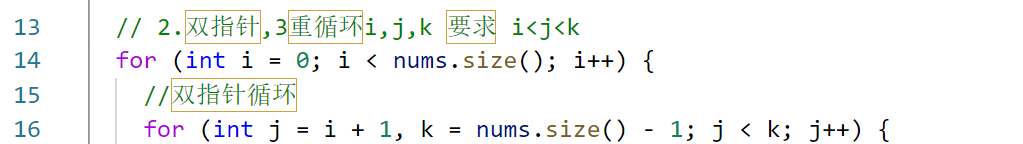 13 // 2.双指针,3重循环i,j,k 要求 i<j<k
14 for (int i = 0; i < nums.size(); i++) {
15 //双指针循环
16 for (int j = i + 1, k = nums.size() - 1; j < k; j++) {